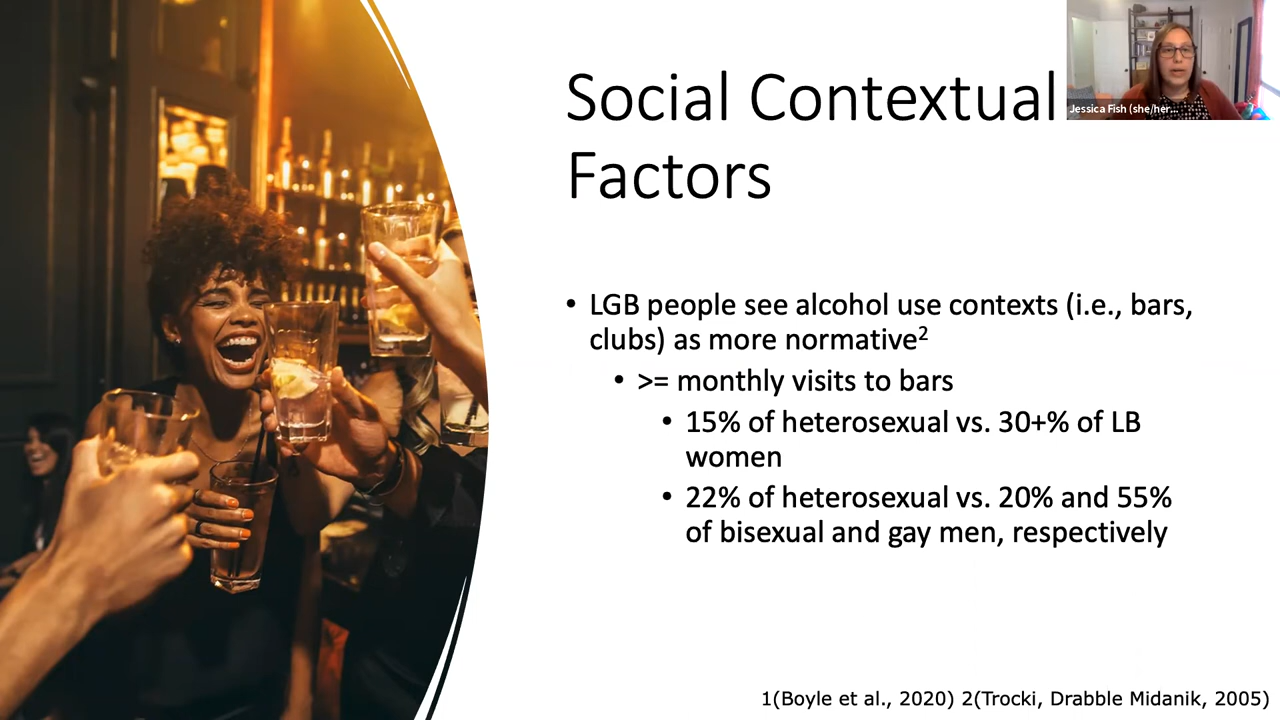 Social Contextual
Factors
Jessica Fish (she/her...
• LGB people see alcohol use contexts (i.e., bars,
clubs) as more normative²
• >= monthly visits to bars
• 15% of heterosexual vs. 30+% of LB
women
• 22% of heterosexual vs. 20% and 55%
of bisexual and gay men, respectively
1(Boyle et al., 2020) 2(Trocki, Drabble Midanik, 2005)